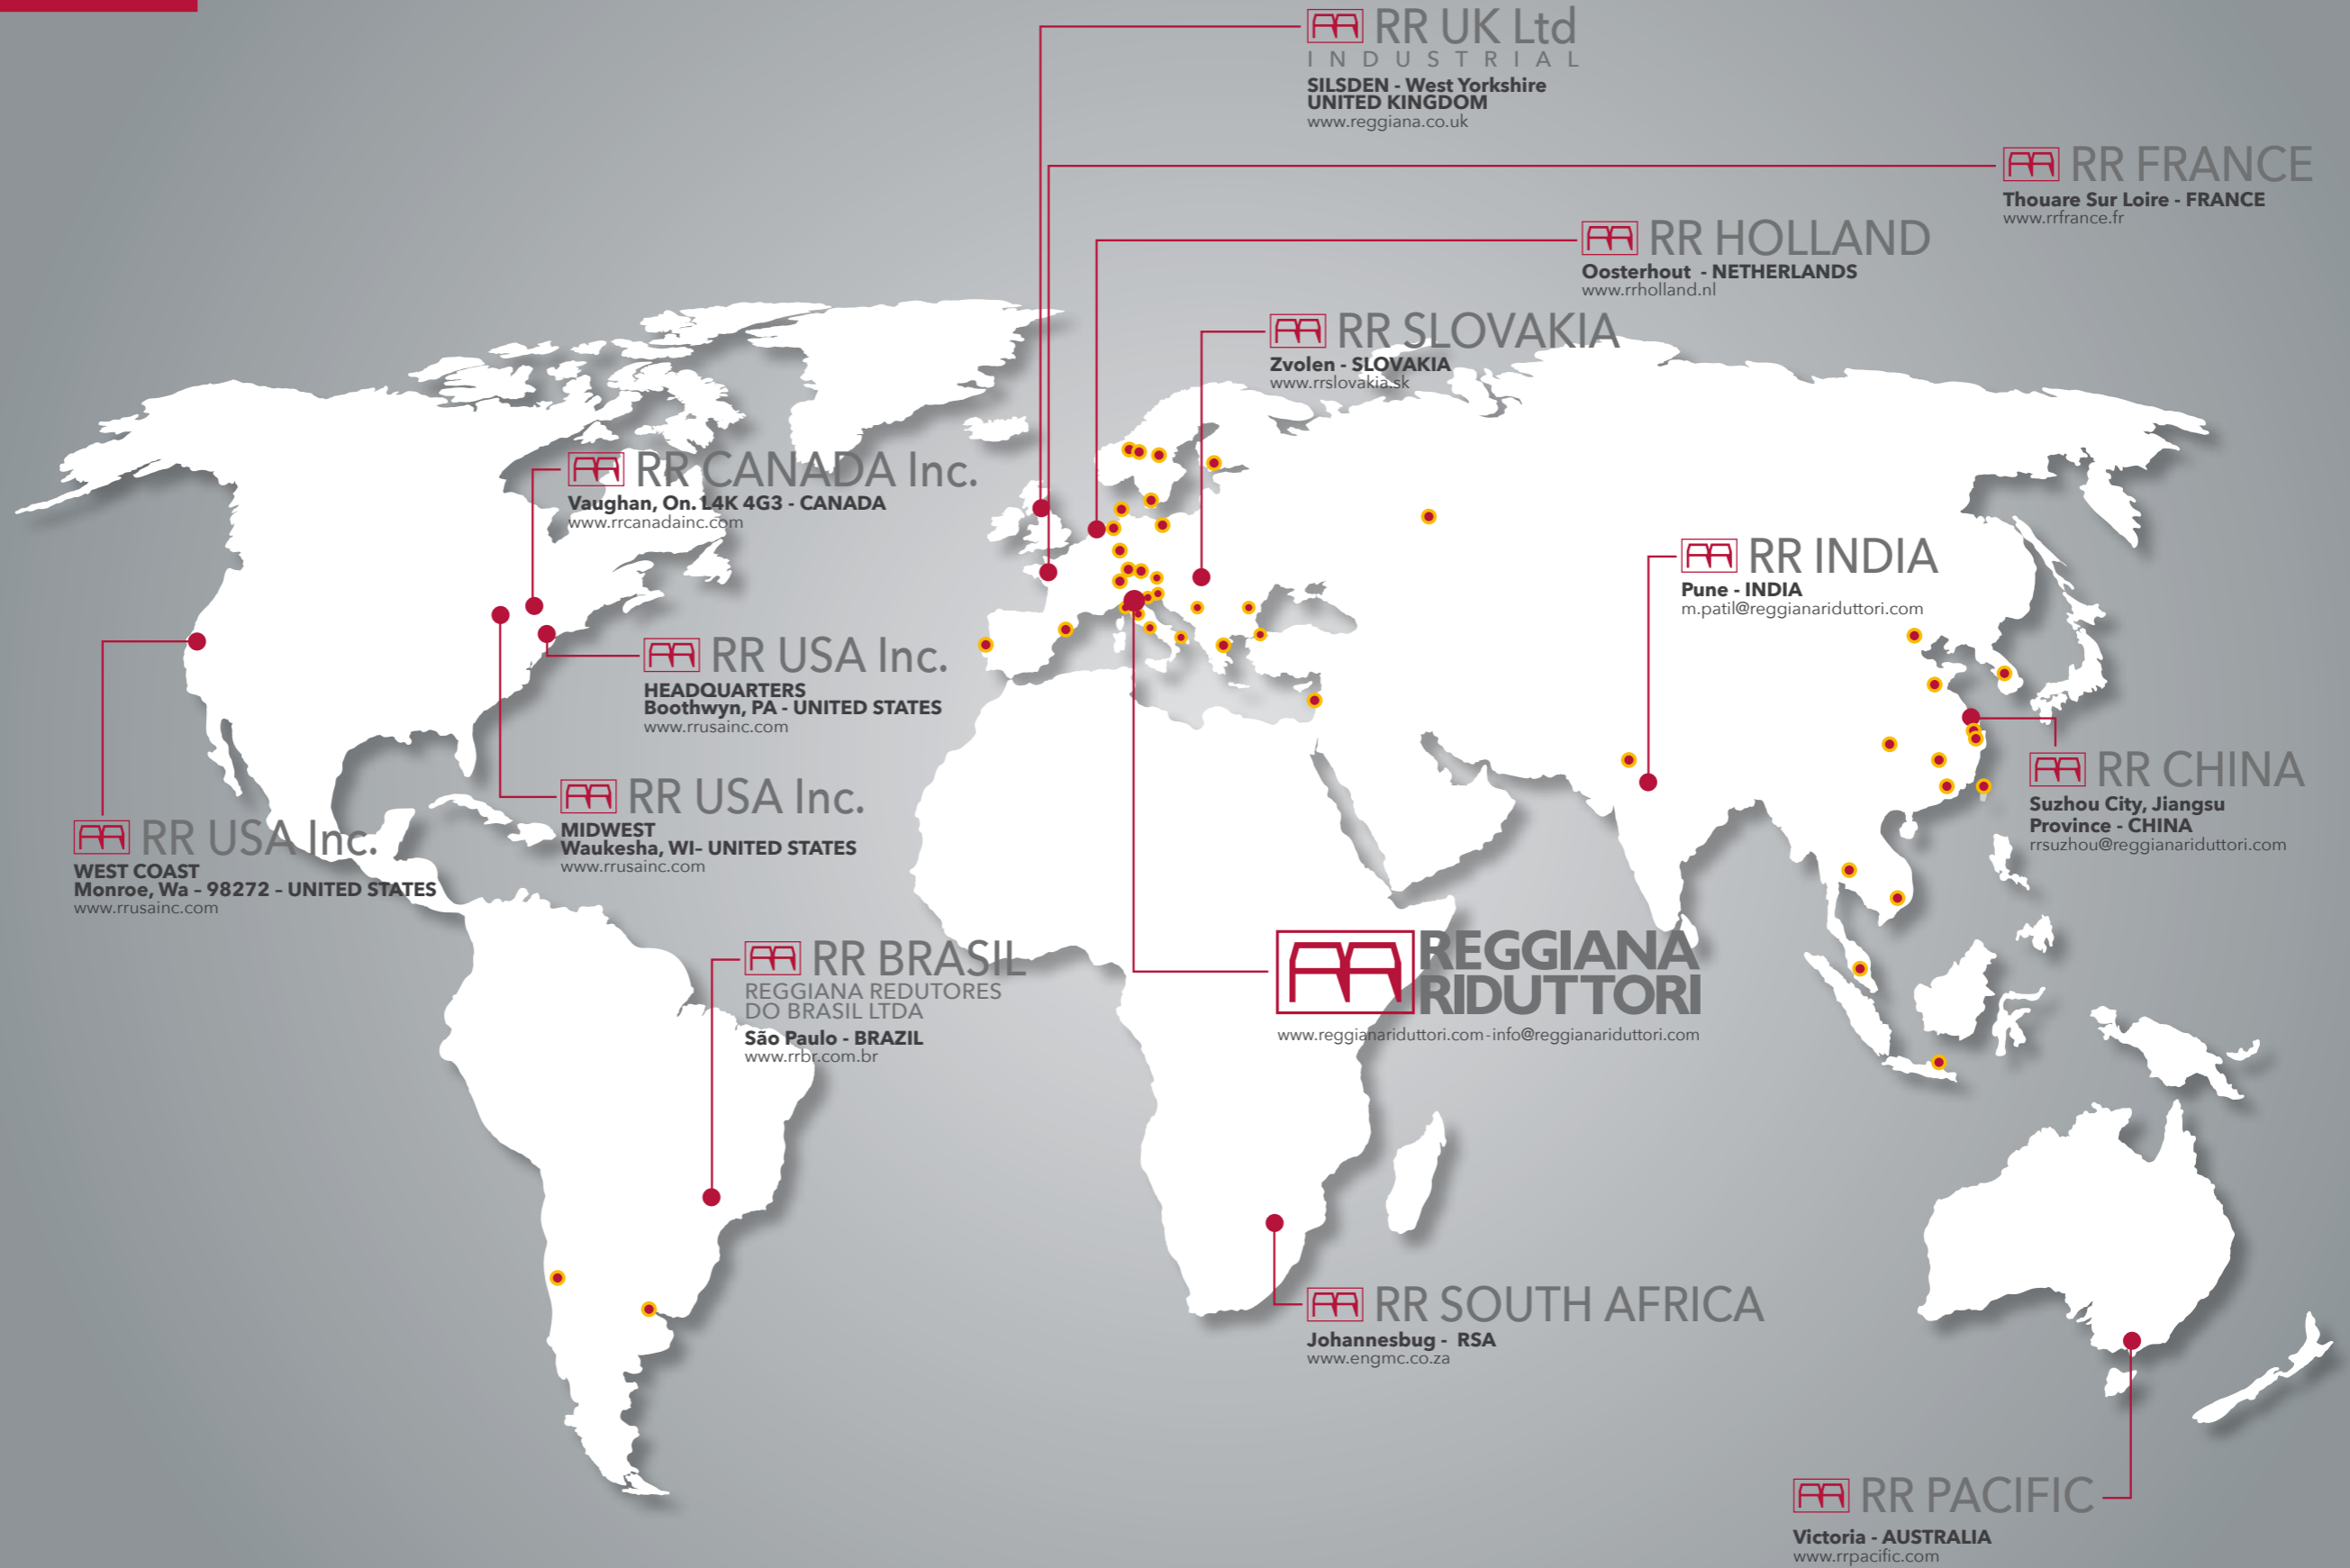 RR UK Ltd
INDUSTRIAL
SILSDEN - West Yorkshire
UNITED KINGDOM
www.reggiana.co.uk
RR FRANCE
Thouare Sur Loire - FRANCE
www.rrfrance.fr
RR HOLLAND
Oosterhout - NETHERLANDS
www.rrholland.nl
RR SLOVAKIA
Zvolen - SLOVAKIA
www.rrslovakia.sk
RR CANADA Inc.
Vaughan, On. L4K 4G3 - CANADA
www.rrcanadainc.com
RR INDIA
Pune - INDIA
m.patil@reggianariduttori.com
RR USA Inc.
HEADQUARTERS
Boothwyn, PA - UNITED STATES
www.rrusainc.com
RR CHINA
Suzhou City, Jiangsu
Province - CHINA
rrsuzhou@reggianariduttori.com
RR USA Inc.
MIDWEST
Waukesha, WI- UNITED STATES
www.rrusainc.com
RR USA Inc.
WEST COAST
Monroe, Wa – 98272 – UNITED STATES
www.rrusainc.com
RR BRASIL
REGGIANA REDUTORES
DO BRASIL LTDA
São Paulo - BRAZIL
www.rrbr.com.br
REGGIANA
RIDUTTORI
www.reggianariduttori.com-info@reggianariduttori.com
RR SOUTH AFRICA
Johannesbug - RSA
www.engmc.co.za
RR PACIFIC
Victoria - AUSTRALIA
www.rrpacific.com